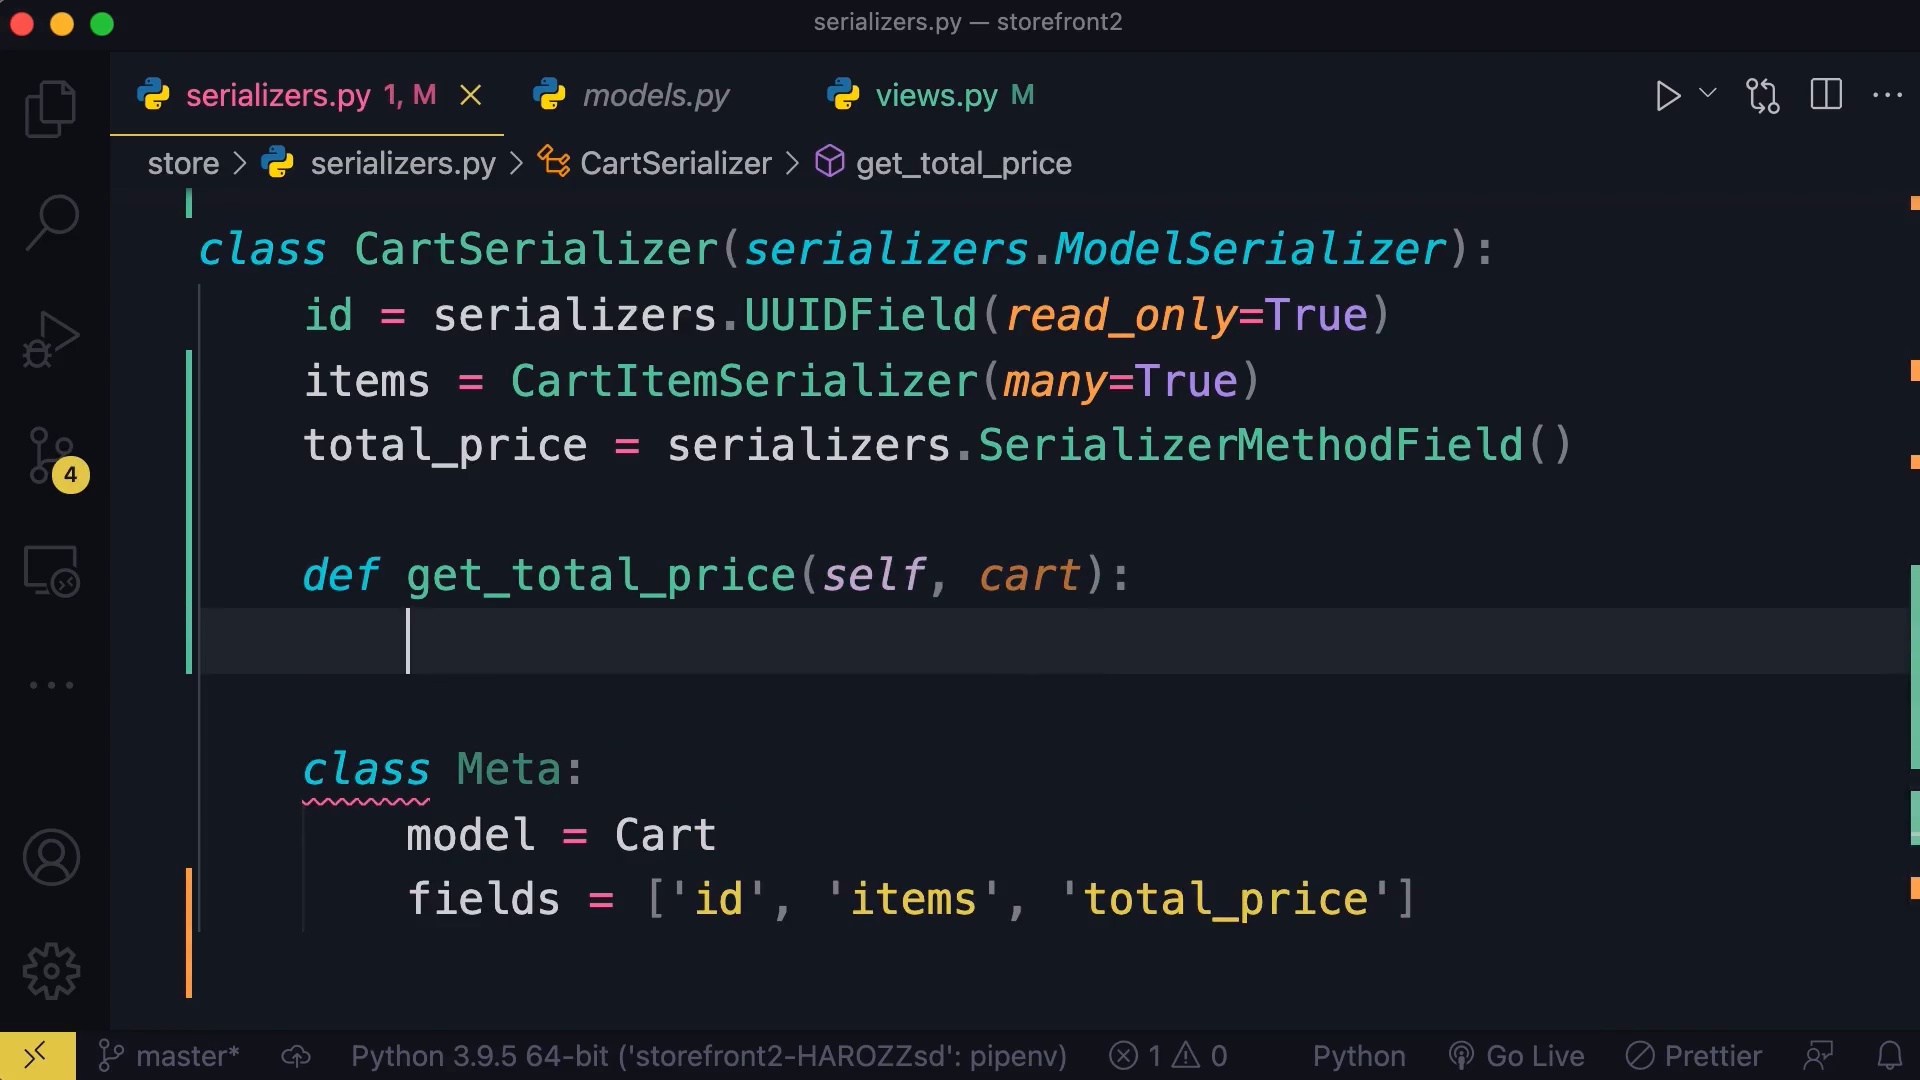 serializers.py — storefront2
serializers.py 1, M models.py views.py M
store > serializers.py > CartSerializer > get_total_price
class CartSerializer(serializers.ModelSerializer):
id = serializers.UUIDField(read_only=True)
items = CartItemSerializer(many=True)
total_price = serializers.SerializerMethodField()
def get_total_price(self, cart):
class Meta:
model = Cart
fields = ['id', 'items', 'total_price']
4
master* Python 3.9.5 64-bit ('storefront2-HAROZZsd': pipenv) 1 0 Python Go Live Prettier